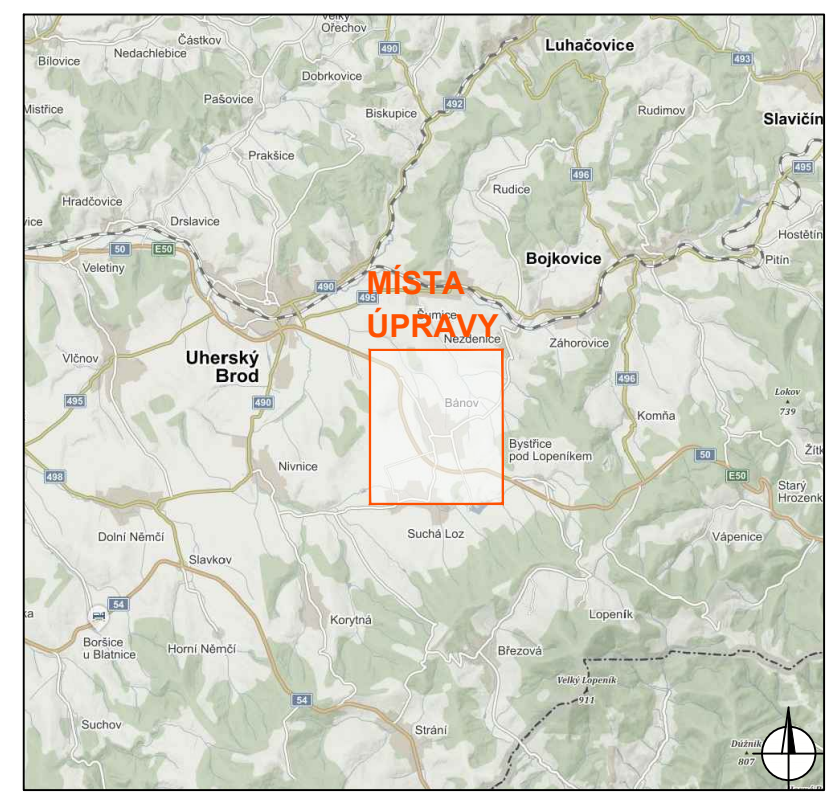 Velký
Ořechov
Částkov
490
Luhačovice
493
Bílovice
Nedachlebice
Dobrkovice
Pašovice
492
Mistřice
Biskupice
Rudimov
Slavičín
Prakšice
495
496
Rudice
Hradčovice
Drslavice
Hostětín
50
E50
Bojkovice
Pitín
Veletiny
490
495
MÍSTA
ÚPRAVY
Šumice
Nezdenice
Záhorovice
Vlčnov
Uherský
Brod
496
Lokov
739
495
490
Bánov
Komňa
Bystřice
pod Lopeníkem
50
E50
Nivnice
498
Starý
Hrozenk
Dolní Němčí
Suchá Loz
Vápenice
Slavkov
54
Korytná
Lopeník
Boršice
u Blatnice
Horní Němčí
Březová
Velký Lopeník
911
54
Suchov
Strání
Dúžník
807